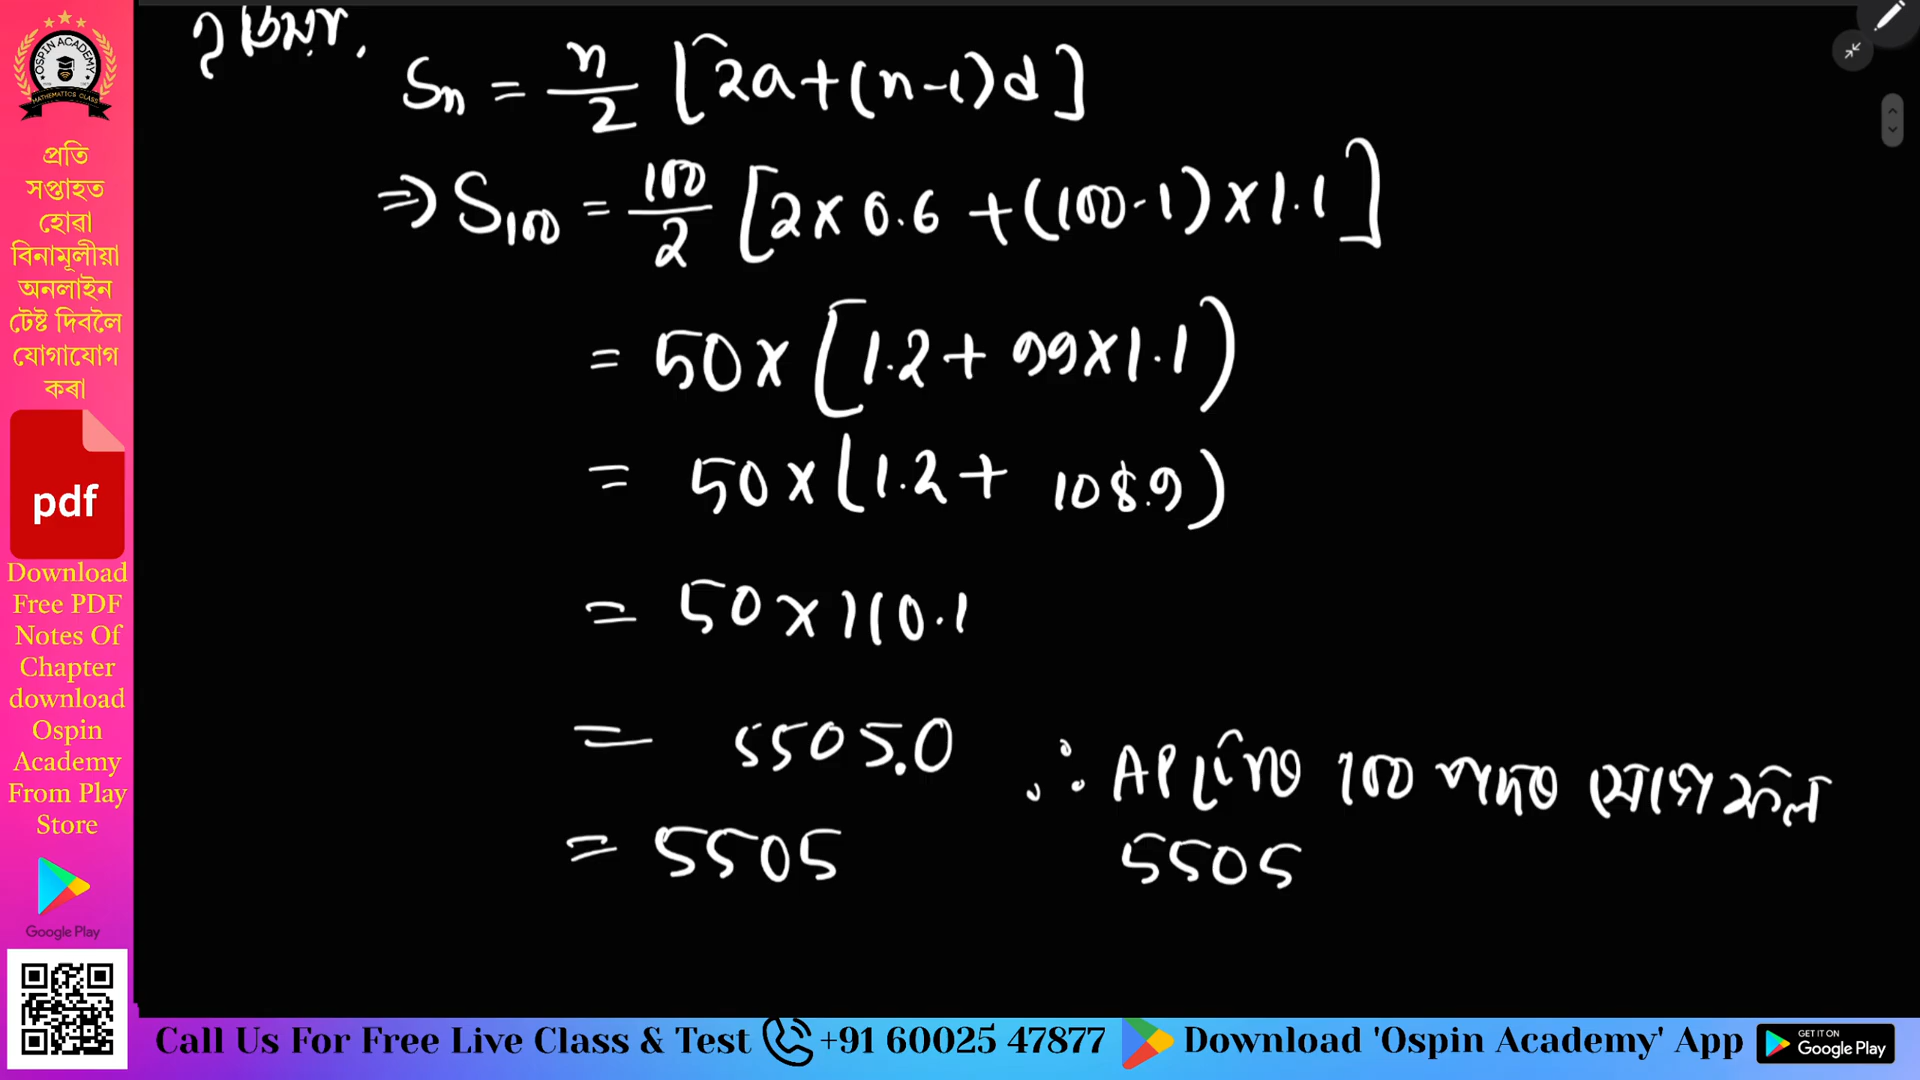 Sn = n/2 [2a+(n-1)d]
⇒ S100 = 100/2 [2×0.6 +(100-1)×1.1]
= 50×[1.2+ 99×1.1)
= 50×(1.2+ 108.9)
= 50×110.1
= 5505.0
= 5505
∴ AP 100 পদৰ যোগফল
5505
OSPIN ACADEMY
MATHEMATICS CLASS
প্ৰতি
সপ্তাহত
হোৱা
বিনামূলীয়া
অনলাইন
টেষ্ট দিবলৈ
যোগাযোগ
কৰা
pdf
Download
Free PDF
Notes Of
Chapter
download
Ospin
Academy
From Play
Store
Google Play
Call Us For Free Live Class & Test +91 60025 47877 Download 'Ospin Academy' App
GET IT ON
Google Play